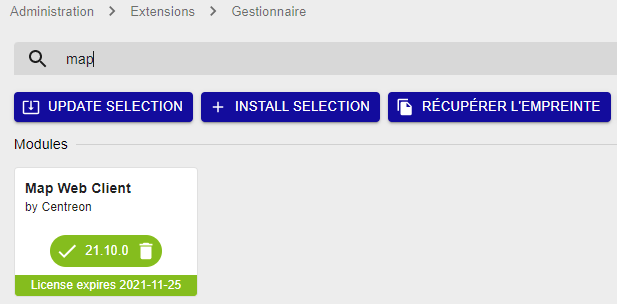 Administration > Extensions > Gestionnaire
map
UPDATE SELECTION + INSTALL SELECTION RÉCUPÉRER L'EMPREINTE
Modules
Map Web Client
by Centreon
21.10.0
License expires 2021-11-25